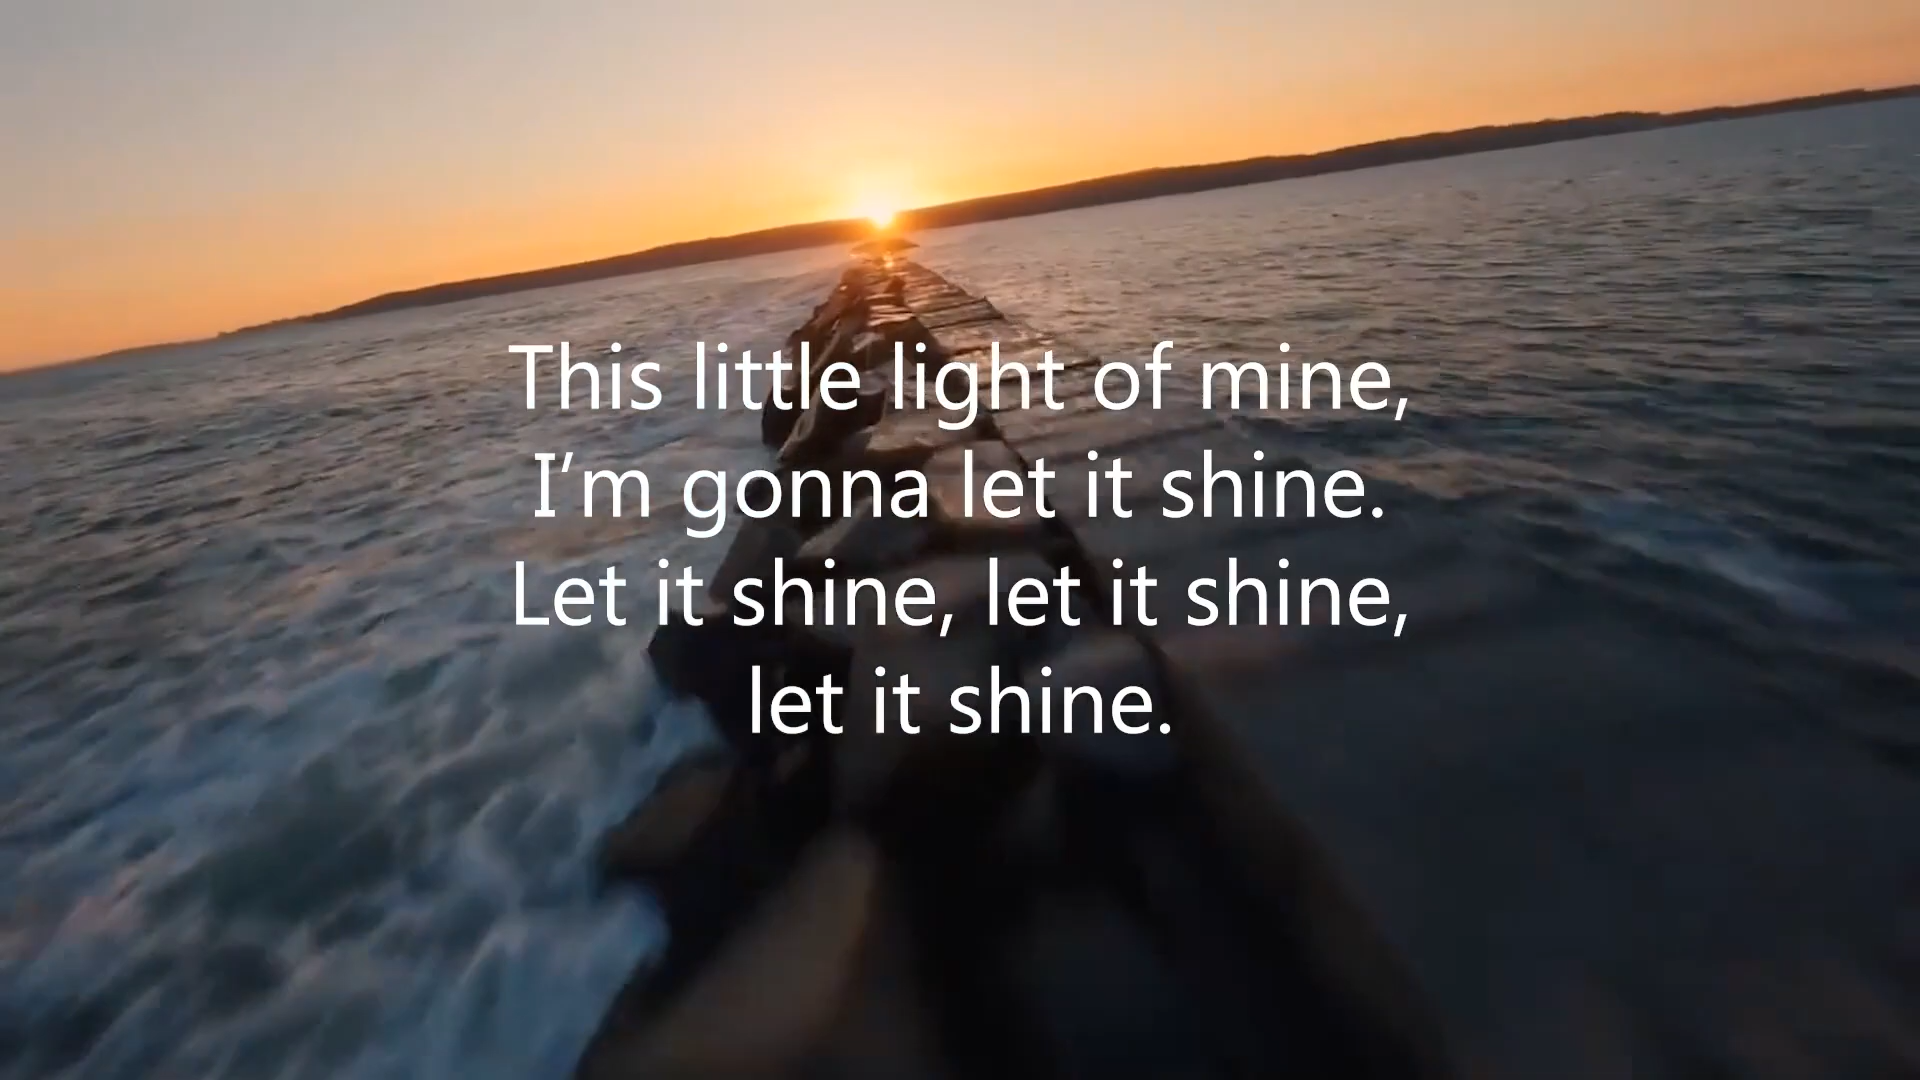 This little light of mine,
I’m gonna let it shine.
Let it shine, let it shine,
let it shine.